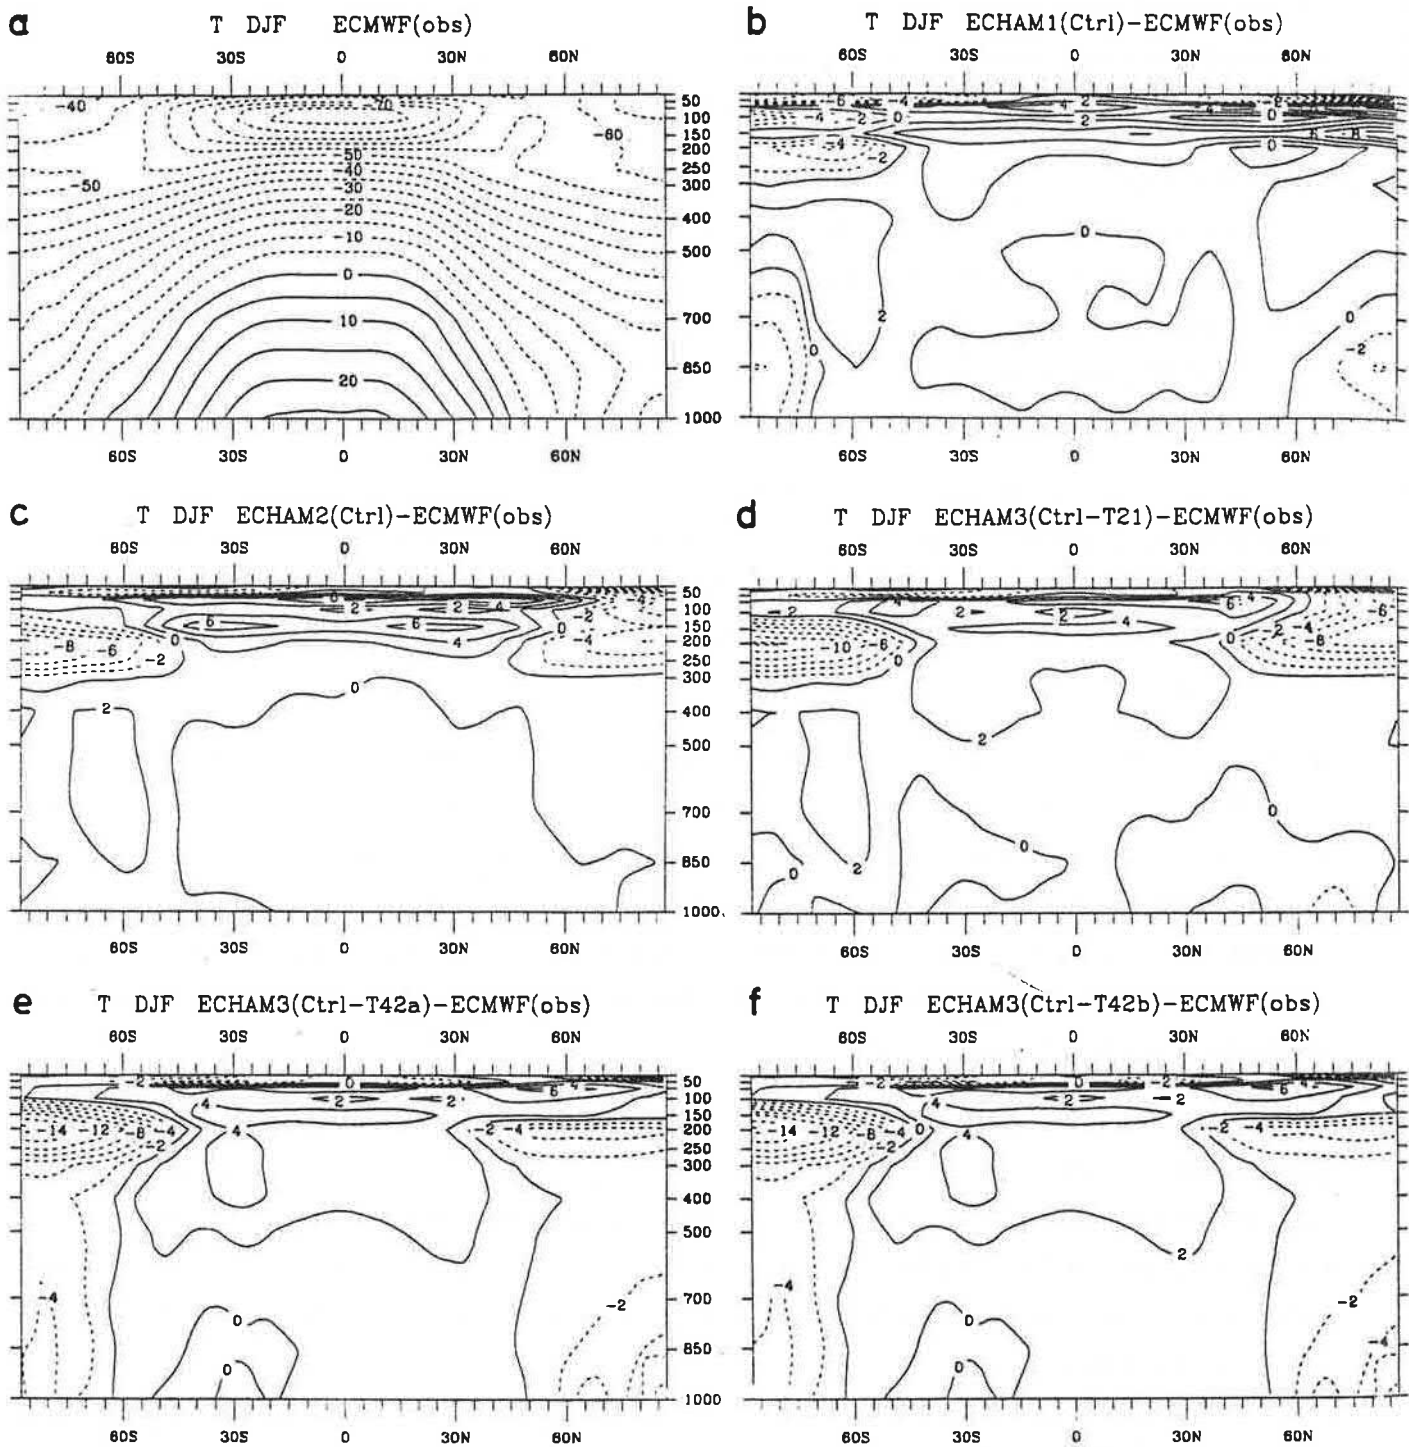 a T DJF ECMWF(obs)
60S 30S 0 30N 60N
-40 -70 -60
50
-50 -40
-30
-20
-10
0
10
20
50
100
150
200
250
300
400
500
700
850
1000
60S 30S 0 30N 60N
b T DJF ECHAM1(Ctrl)-ECMWF(obs)
60S 30S 0 30N 60N
-6 -4 2 4 -4 -2
-4 -2 0 2 0
-4 6 8
-2 0
0
2 0
0 -2
60S 30S 0 30N 60N
c T DJF ECHAM2(Ctrl)-ECMWF(obs)
60S 30S 0 30N 60N
6 2 2 4 -2 -4
6 6 0
-8 -6 0 4 -4
-2
0
2
50
100
150
200
250
300
400
500
700
850
1000
60S 30S 0 30N 60N
d T DJF ECHAM3(Ctrl-T21)-ECMWF(obs)
60S 30S 0 30N 60N
-2 4 2 2 6 4 -6
4 -2 -4
-10 -6 0 -8
0
2
0
0
2 0
60S 30S 0 30N 60N
e T DJF ECHAM3(Ctrl-T42a)-ECMWF(obs)
60S 30S 0 30N 60N
-2 0 6 4
4 2 2
-14 -12 -8 -4 4 -2 -4
-2
-4 -2
0
0
50
100
150
200
250
300
400
500
700
850
1000
60S 30S 0 30N 60N
f T DJF ECHAM3(Ctrl-T42b)-ECMWF(obs)
60S 30S 0 30N 60N
-2 0 -2 4
4 2 2 6
-14 -12 -8 -4 0 4 -2 -4
-2
2
-4 -2
0 -4
0
60S 30S 0 30N 60N